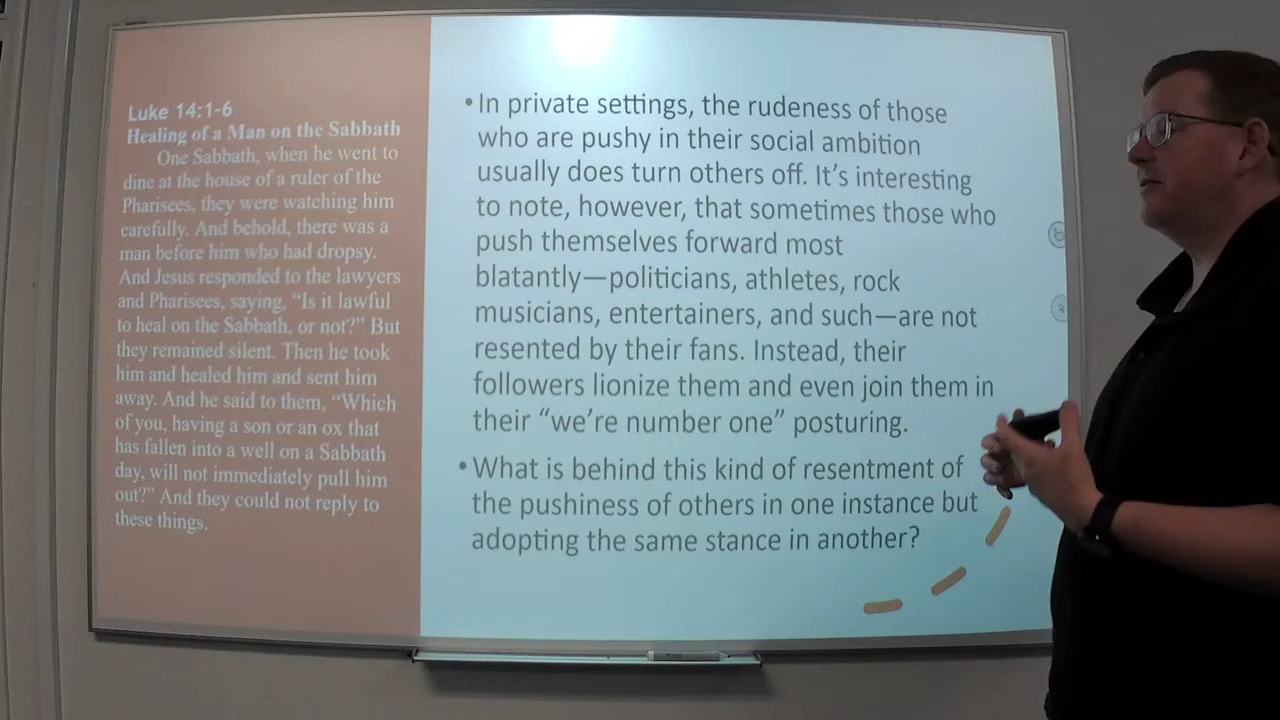 Luke 14:1-6
Healing of a Man on the Sabbath
One Sabbath, when he went to
dine at the house of a ruler of the
Pharisees, they were watching him
carefully. And behold, there was a
man before him who had dropsy.
And Jesus responded to the lawyers
and Pharisees, saying, “Is it lawful
to heal on the Sabbath, or not?” But
they remained silent. Then he took
him and healed him and sent him
away. And he said to them, “Which
of you, having a son or an ox that
has fallen into a well on a Sabbath
day, will not immediately pull him
out?” And they could not reply to
these things.
• In private settings, the rudeness of those
who are pushy in their social ambition
usually does turn others off. It’s interesting
to note, however, that sometimes those who
push themselves forward most
blatantly—politicians, athletes, rock
musicians, entertainers, and such—are not
resented by their fans. Instead, their
followers lionize them and even join them in
their “we’re number one” posturing.
• What is behind this kind of resentment of
the pushiness of others in one instance but
adopting the same stance in another?